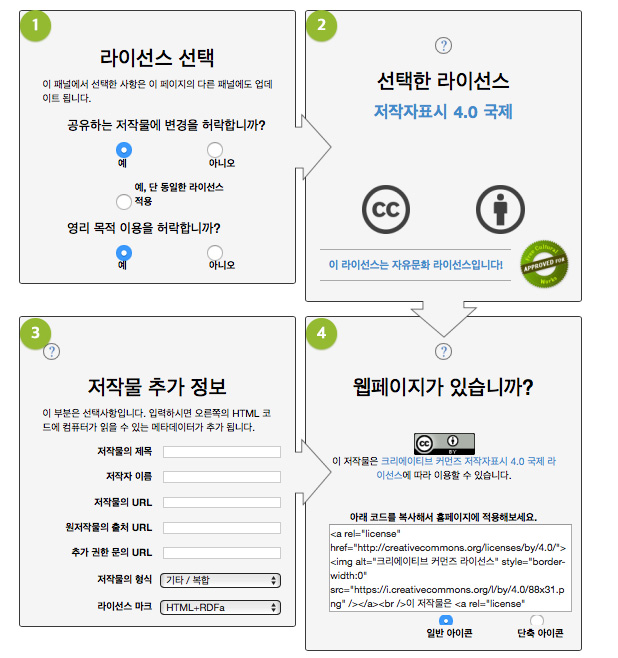 1
라이선스 선택
이 패널에서 선택한 사항은 이 페이지의 다른 패널에도 업데
이트 됩니다.
공유하는 저작물에 변경을 허락합니까?
예
아니오
예, 단 동일한 라이선스
적용
영리 목적 이용을 허락합니까?
예
아니오
2
?
선택한 라이선스
저작자표시 4.0 국제
cc
이 라이선스는 자유문화 라이선스입니다!
Free Cultural
APPROVED FOR
Works
3
?
저작물 추가 정보
이 부분은 선택사항입니다. 입력하시면 오른쪽의 HTML 코
드에 컴퓨터가 읽을 수 있는 메타데이터가 추가 됩니다.
저작물의 제목
저작자 이름
저작물의 URL
원저작물의 출처 URL
추가 권한 문의 URL
저작물의 형식 기타 / 복합
라이선스 마크 HTML+RDFa
4
?
웹페이지가 있습니까?
cc
BY
이 저작물은 크리에이티브 커먼즈 저작자표시 4.0 국제 라
이선스에 따라 이용할 수 있습니다.
아래 코드를 복사해서 홈페이지에 적용해보세요.
<a rel="license"
href="http://creativecommons.org/licenses/by/4.0/">
<img alt="크리에이티브 커먼즈 라이선스" style="border-
width:0"
src="https://i.creativecommons.org/l/by/4.0/88x31.p
ng" /></a><br />이 저작물은 <a rel="license"
일반 아이콘
단축 아이콘